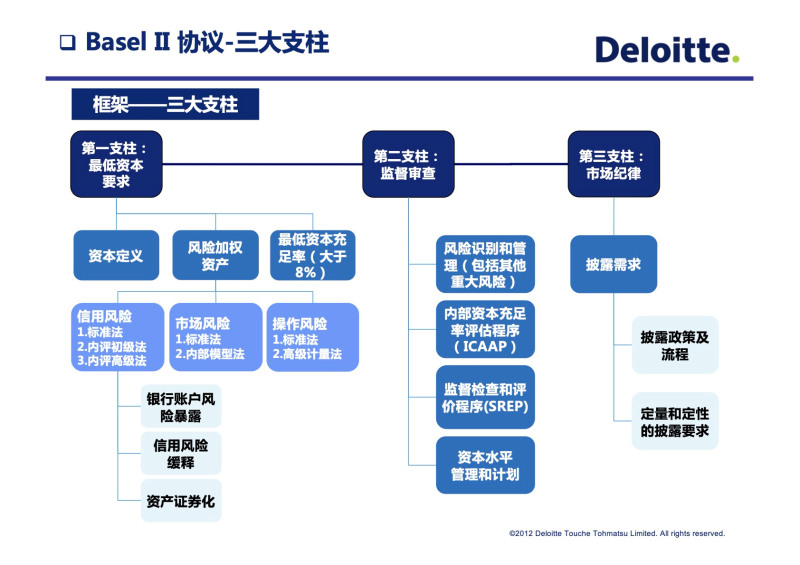 ❑ Basel II 协议-三大支柱
Deloitte.
框架——三大支柱
第一支柱：
最低资本
要求
第二支柱：
监督审查
第三支柱：
市场纪律
资本定义
风险加权
资产
最低资本充
足率（大于
8%）
信用风险
1.标准法
2.内评初级法
3.内评高级法
市场风险
1.标准法
2.内部模型法
操作风险
1.标准法
2.高级计量法
银行账户风
险暴露
信用风险
缓释
资产证券化
风险识别和管
理（包括其他
重大风险）
内部资本充足
率评估程序
（ICAAP）
监督检查和评
价程序(SREP)
资本水平
管理和计划
披露需求
披露政策及
流程
定量和定性
的披露要求
©2012 Deloitte Touche Tohmatsu Limited. All rights reserved.